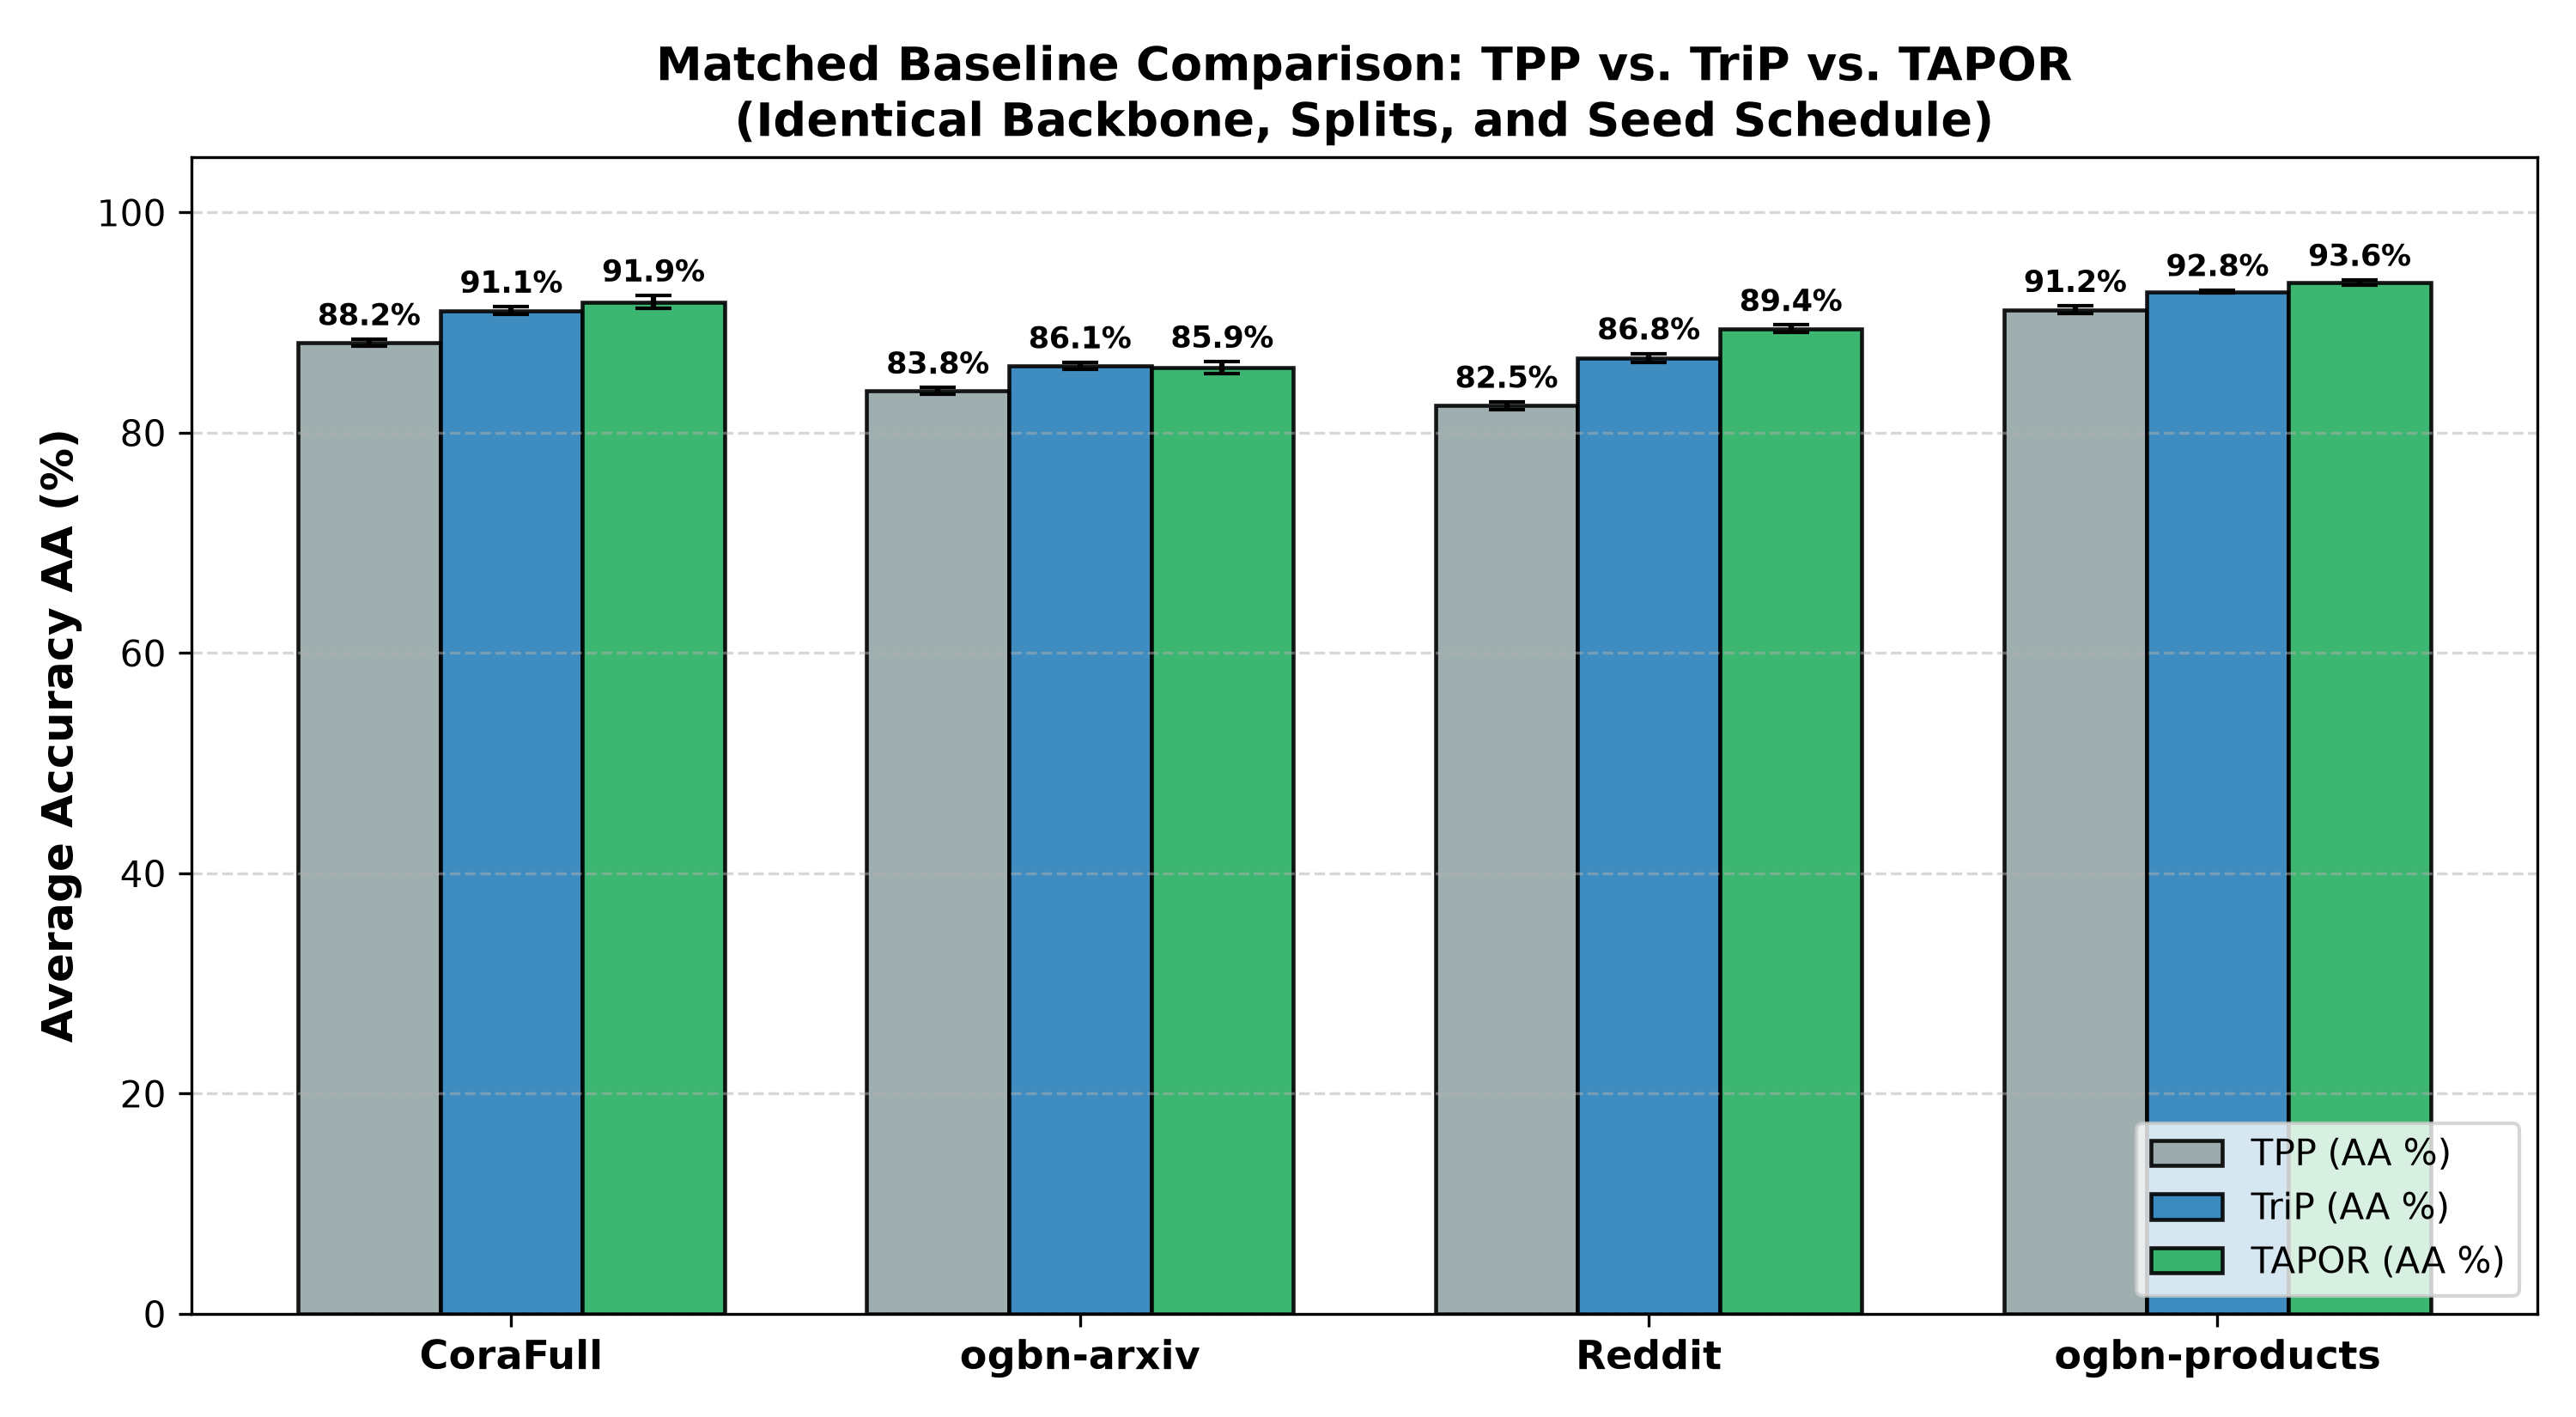 Matched Baseline Comparison: TPP vs. TriP vs. TAPOR
(Identical Backbone, Splits, and Seed Schedule)
Average Accuracy AA (%)
100
80
60
40
20
0
88.2%
91.1%
91.9%
83.8%
86.1%
85.9%
82.5%
86.8%
89.4%
91.2%
92.8%
93.6%
TPP (AA %)
TriP (AA %)
TAPOR (AA %)
CoraFull
ogbn-arxiv
Reddit
ogbn-products